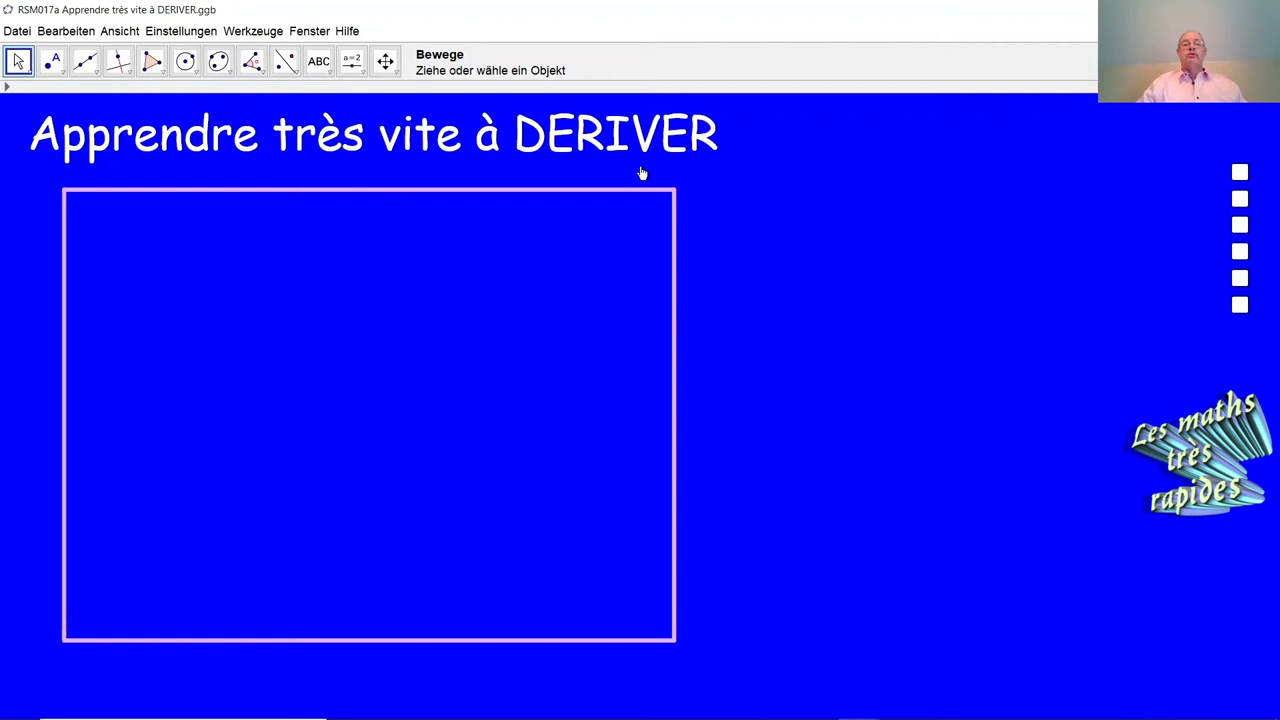 RSM017a Apprendre très vite à DERIVER.ggb
Datei Bearbeiten Ansicht Einstellungen Werkzeuge Fenster Hilfe
A
ABC
a=2
Bewege
Ziehe oder wähle ein Objekt
Apprendre très vite à DERIVER
Les maths
très
rapides